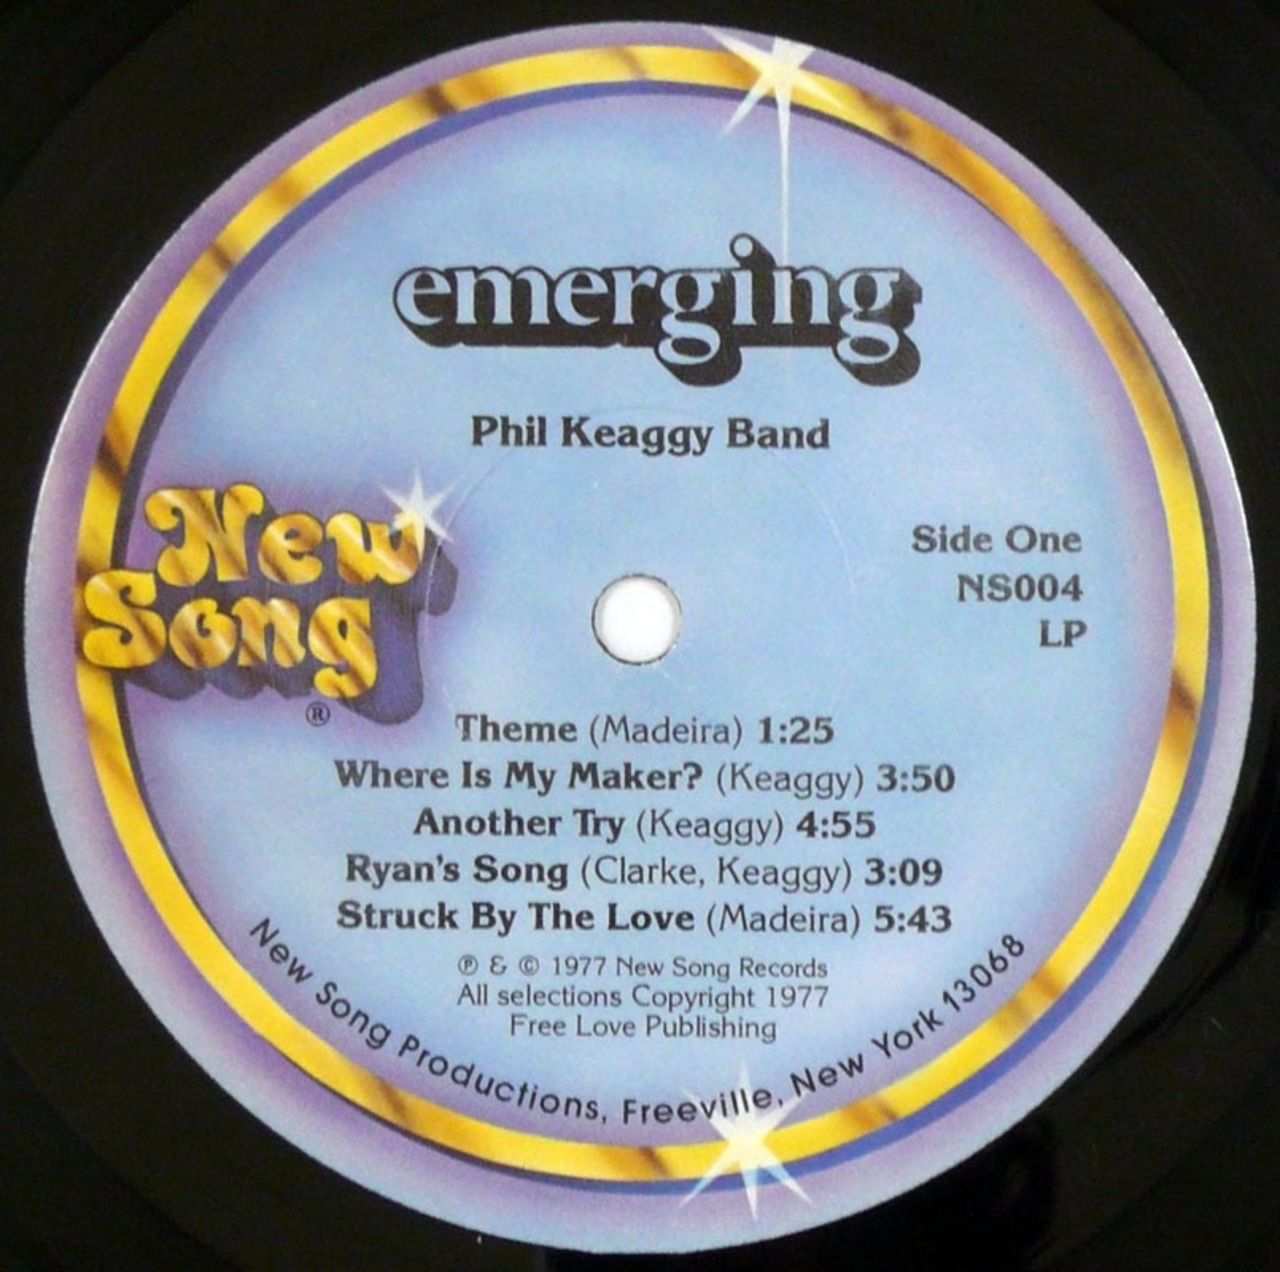 emerging
Phil Keaggy Band
New
Song
®
Side One
NS004
LP
Theme (Madeira) 1:25
Where Is My Maker? (Keaggy) 3:50
Another Try (Keaggy) 4:55
Ryan's Song (Clarke, Keaggy) 3:09
Struck By The Love (Madeira) 5:43
℗ & © 1977 New Song Records
All selections Copyright 1977
Free Love Publishing
New Song Productions, Freeville, New York 13068